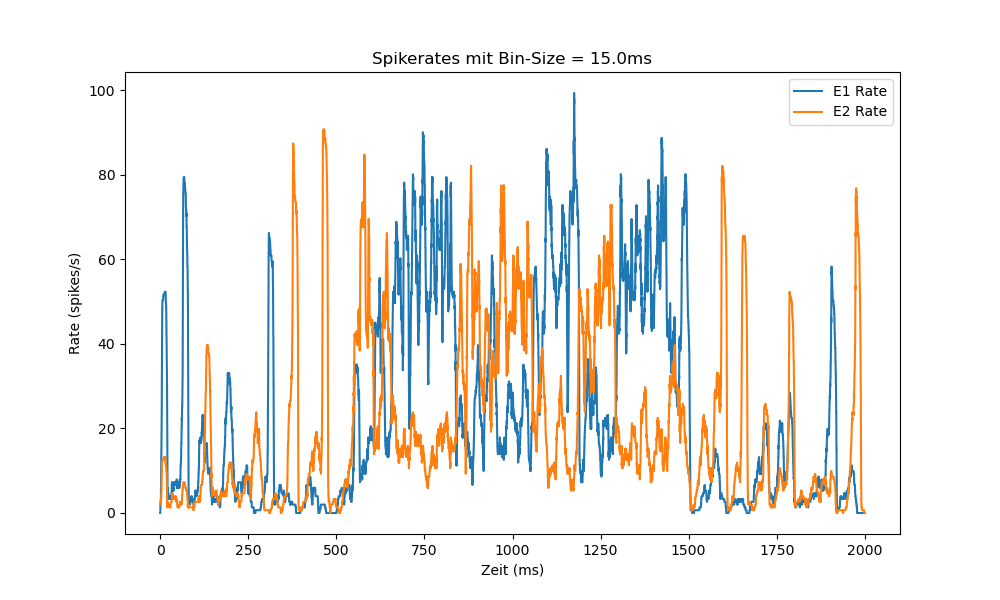 Spikerates mit Bin-Size = 15.0ms
E1 Rate
E2 Rate
100
80
60
40
20
0
Rate (spikes/s)
0 250 500 750 1000 1250 1500 1750 2000
Zeit (ms)